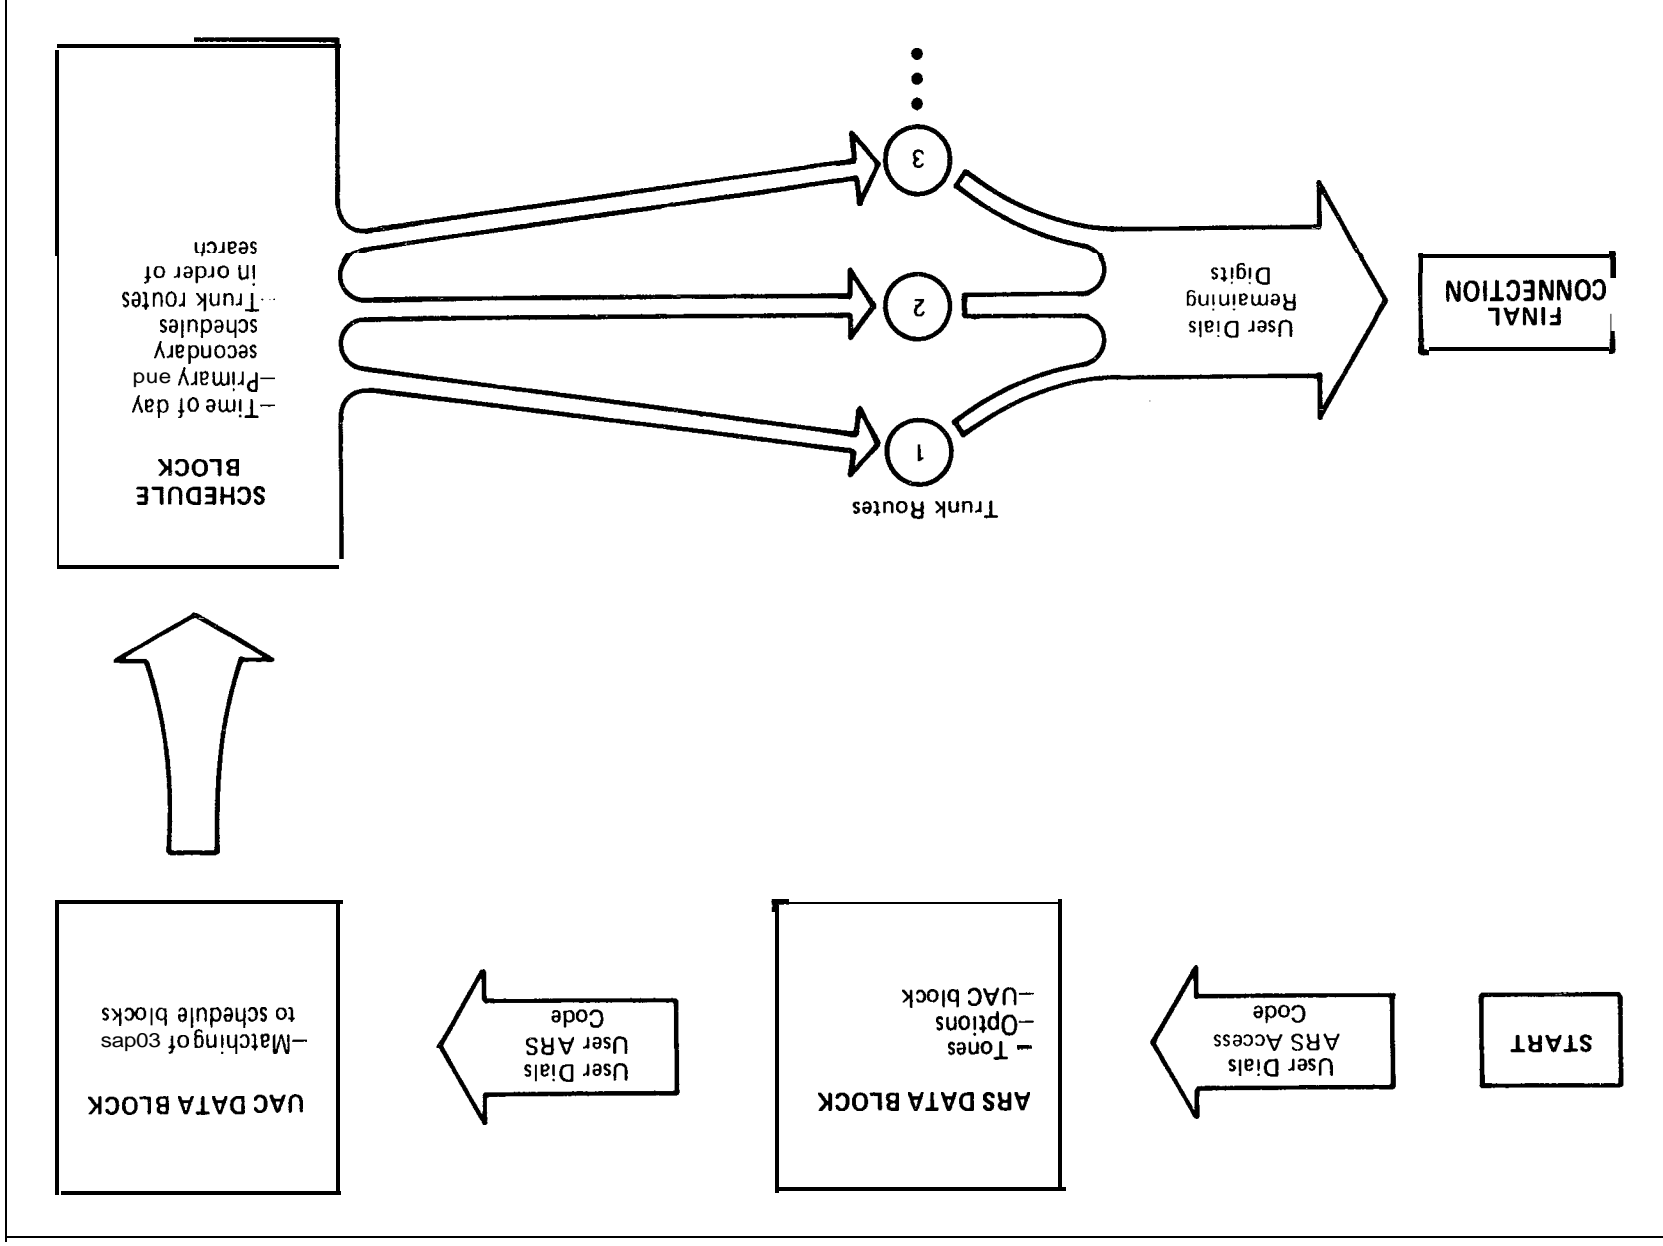 START
User Dials
ARS Access
Code
ARS DATA BLOCK
– Tones
–Options
–UAC block
User Dials
User ARS
Code
UAC DATA BLOCK
–Matching of sap03
to schedule blocks
SCHEDULE
BLOCK
–Time of day
–Primary and
secondary
schedules
–Trunk routes
in order of
search
Trunk Routes
1
2
3
User Dials
Remaining
Digits
FINAL
CONNECTION